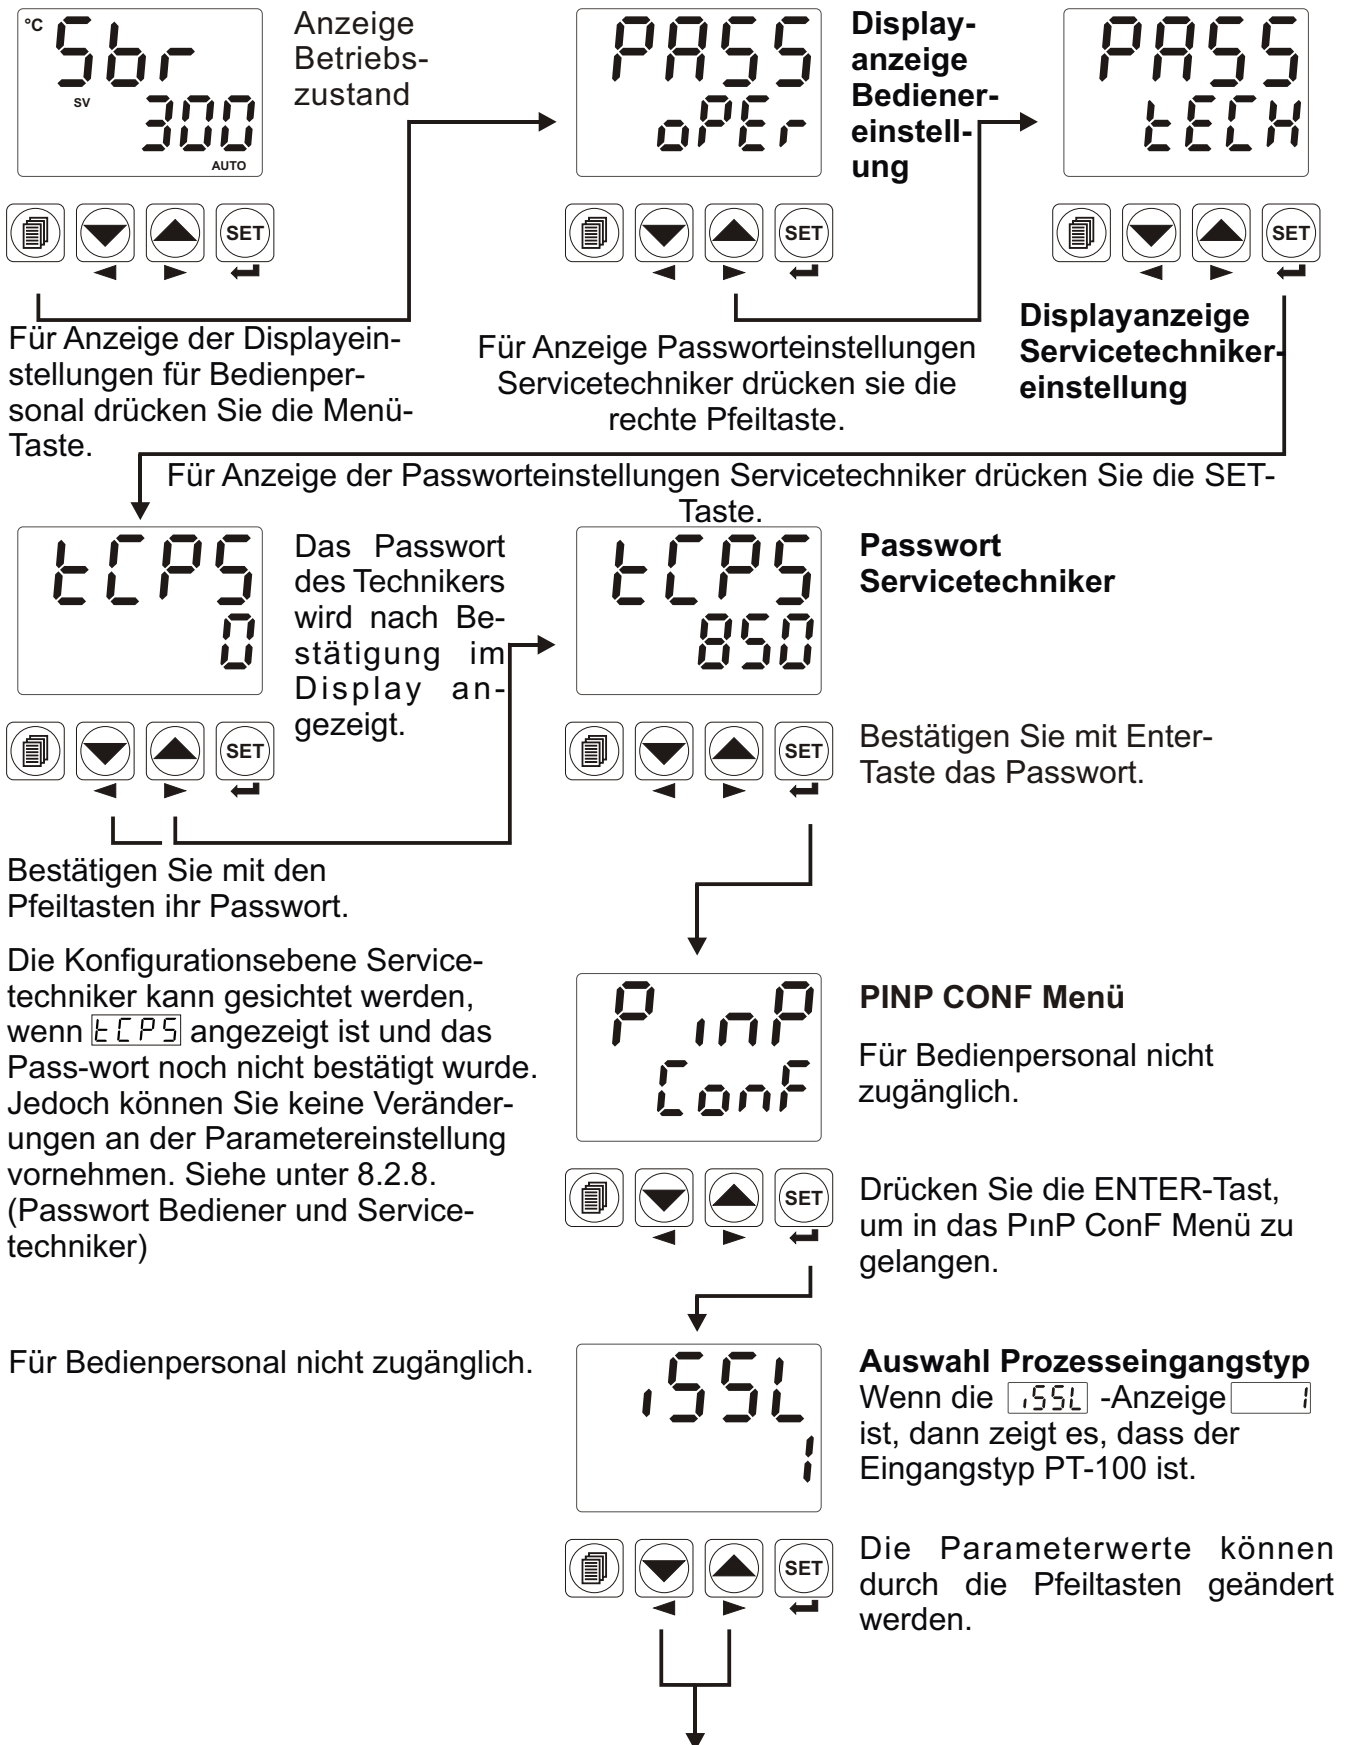 °C
Sbr
SV
300
AUTO
Anzeige
Betriebs-
zustand
PASS
oPEr
Display-
anzeige
Bediener-
einstell-
ung
PASS
tECH
SET
SET
SET
Für Anzeige der Displayein-
stellungen für Bedienper-
sonal drücken Sie die Menü-
Taste.
Für Anzeige Passworteinstellungen
Servicetechniker drücken sie die
rechte Pfeiltaste.
Displayanzeige
Servicetechniker-
einstellung
Für Anzeige der Passworteinstellungen Servicetechniker drücken Sie die SET-
Taste.
tCPS
0
Das Passwort
des Technikers
wird nach Be-
stätigung im
Display an-
gezeigt.
tCPS
850
Passwort
Servicetechniker
SET
SET
Bestätigen Sie mit Enter-
Taste das Passwort.
Bestätigen Sie mit den
Pfeiltasten ihr Passwort.
Die Konfigurationsebene Service-
techniker kann gesichtet werden,
wenn tCPS angezeigt ist und das
Pass-wort noch nicht bestätigt wurde.
Jedoch können Sie keine Veränder-
ungen an der Parametereinstellung
vornehmen. Siehe unter 8.2.8.
(Passwort Bediener und Service-
techniker)
PınP
ConF
PINP CONF Menü
Für Bedienpersonal nicht
zugänglich.
SET
Drücken Sie die ENTER-Tast,
um in das PınP ConF Menü zu
gelangen.
Für Bedienpersonal nicht zugänglich.
ıSSL
1
Auswahl Prozesseingangstyp
Wenn die ıSSL -Anzeige 1
ist, dann zeigt es, dass der
Eingangstyp PT-100 ist.
SET
Die Parameterwerte können
durch die Pfeiltasten geändert
werden.